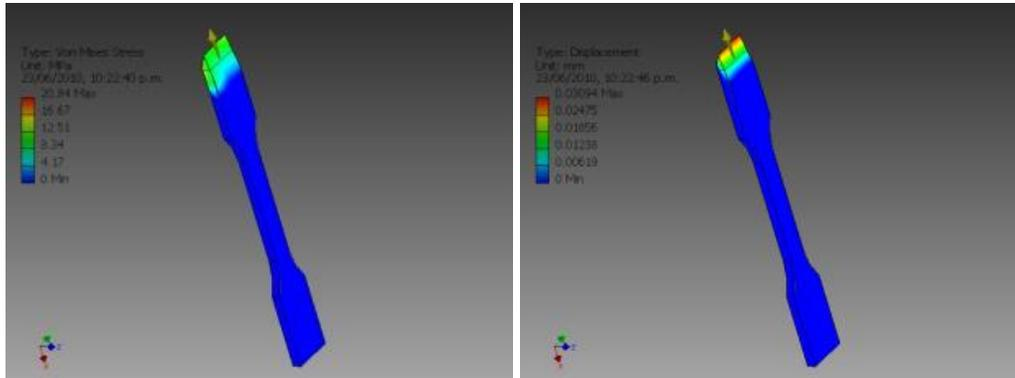 Type: Von Mises Stress
Unit: MPa
23/06/2010, 10:22:40 p.m.
20.84 Max
16.67
12.51
8.34
4.17
0 Min
Type: Displacement
Unit: mm
23/06/2010, 10:22:46 p.m.
0.03094 Max
0.02475
0.01856
0.01238
0.00619
0 Min